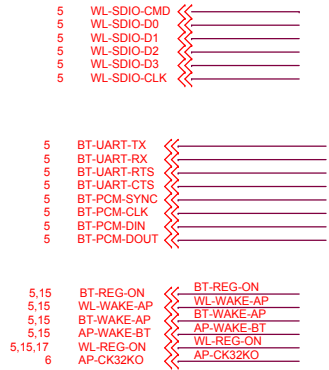 5 WL-SDIO-CMD
5 WL-SDIO-D0
5 WL-SDIO-D1
5 WL-SDIO-D2
5 WL-SDIO-D3
5 WL-SDIO-CLK
5 BT-UART-TX
5 BT-UART-RX
5 BT-UART-RTS
5 BT-UART-CTS
5 BT-PCM-SYNC
5 BT-PCM-CLK
5 BT-PCM-DIN
5 BT-PCM-DOUT
5,15 BT-REG-ON BT-REG-ON
5,15 WL-WAKE-AP WL-WAKE-AP
5,15 BT-WAKE-AP BT-WAKE-AP
5,15 AP-WAKE-BT AP-WAKE-BT
5,15,17 WL-REG-ON WL-REG-ON
6 AP-CK32KO AP-CK32KO